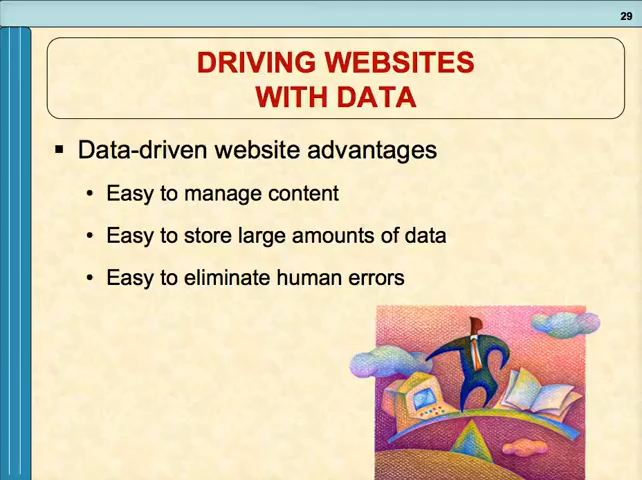 29
DRIVING WEBSITES
WITH DATA
▪ Data-driven website advantages
• Easy to manage content
• Easy to store large amounts of data
• Easy to eliminate human errors